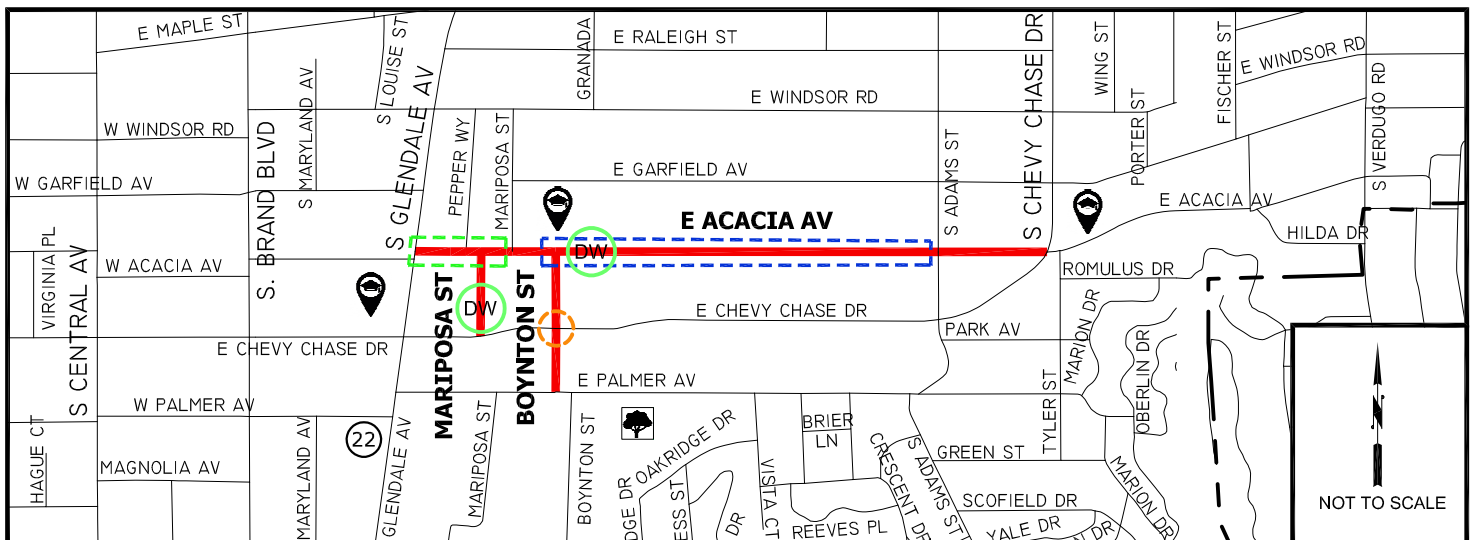 E MAPLE ST
S LOUISE ST
GRANADA
E RALEIGH ST
S CHEVY CHASE DR
WING ST
FISCHER ST
E WINDSOR RD
S VERDUGO RD
W WINDSOR RD
S. BRAND BLVD
S MARYLAND AV
S GLENDALE AV
PEPPER WY
MARIPOSA ST
E WINDSOR RD
E GARFIELD AV
S ADAMS ST
PORTER ST
W GARFIELD AV
E ACACIA AV
E ACACIA AV
HILDA DR
VIRGINIA PL
S CENTRAL AV
W ACACIA AV
DW
DW
ROMULUS DR
MARIPOSA ST
BOYNTON ST
E CHEVY CHASE DR
E CHEVY CHASE DR
PARK AV
MARION DR
OBERLIN DR
E PALMER AV
W PALMER AV
HAGUE CT
MAGNOLIA AV
MARYLAND AV
22
GLENDALE AV
MARIPOSA ST
BOYNTON ST
OAKRIDGE DR
DGE DR
ESS ST
DR
VISTA CT
BRIER
LN
CRESCENT DR
S ADAMS ST
TYLER ST
GREEN ST
MARION DR
SCOFIELD DR
REEVES PL
YALE DR
N DR
N
NOT TO SCALE